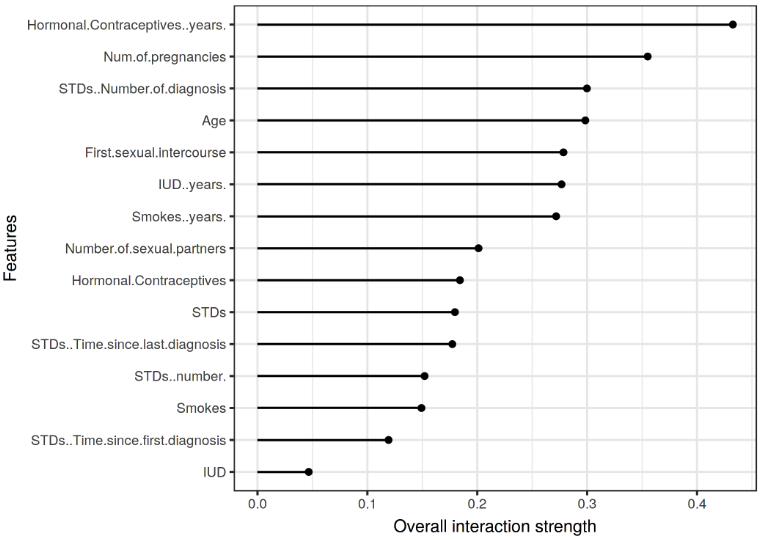 Hormonal.Contraceptives..years.
Num.of.pregnancies
STDs..Number.of.diagnosis
Age
First.sexual.intercourse
IUD..years.
Smokes..years.
Number.of.sexual.partners
Hormonal.Contraceptives
STDs
STDs..Time.since.last.diagnosis
STDs..number.
Smokes
STDs..Time.since.first.diagnosis
IUD
Features
0.0 0.1 0.2 0.3 0.4
Overall interaction strength